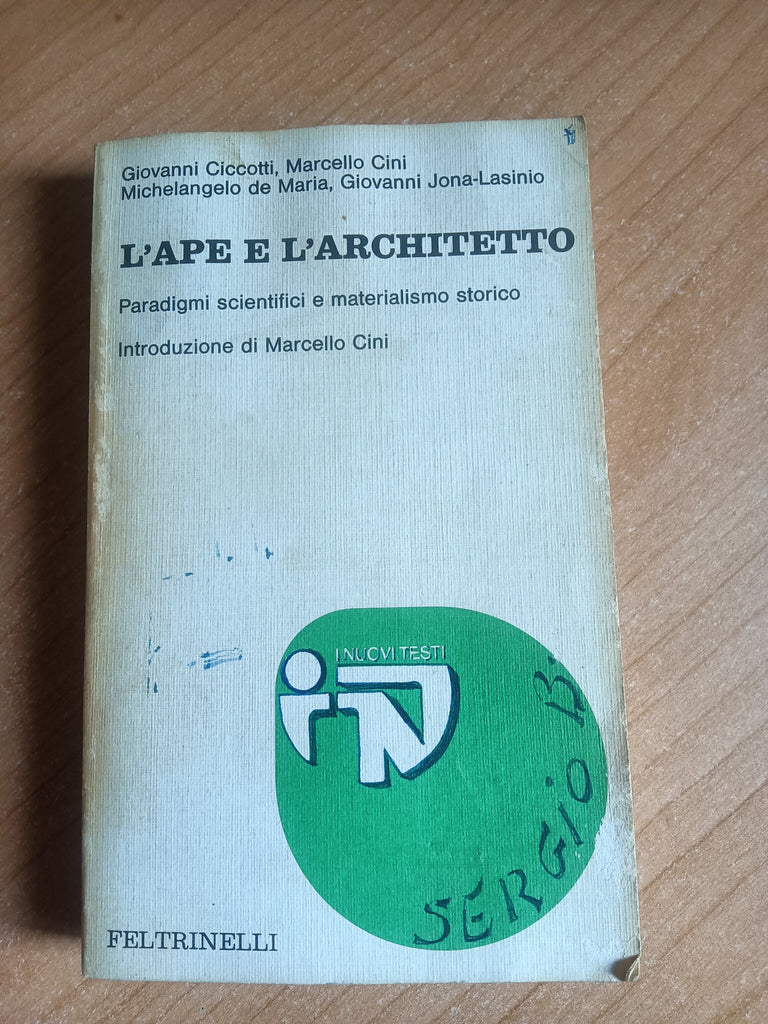 Giovanni Ciccotti, Marcello Cini
Michelangelo de Maria, Giovanni Jona-Lasinio
L'APE E L'ARCHITETTO
Paradigmi scientifici e materialismo storico
Introduzione di Marcello Cini
I NUOVI TESTI
SERGIO B.
FELTRINELLI